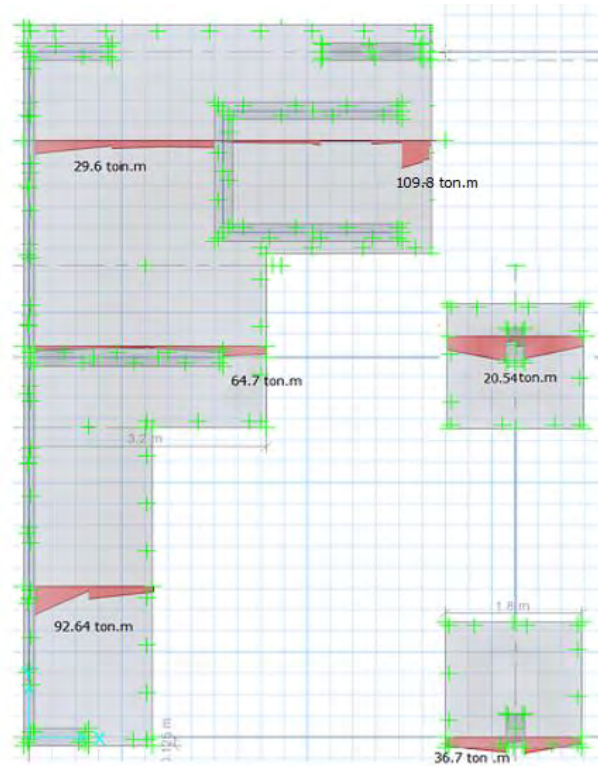 29.6 toin.m
109.8 ton.m
64.7 ton.m
20.54ton.m
3.2 m
1.8 m
92.64 ton.m
X
36.7 ton .m